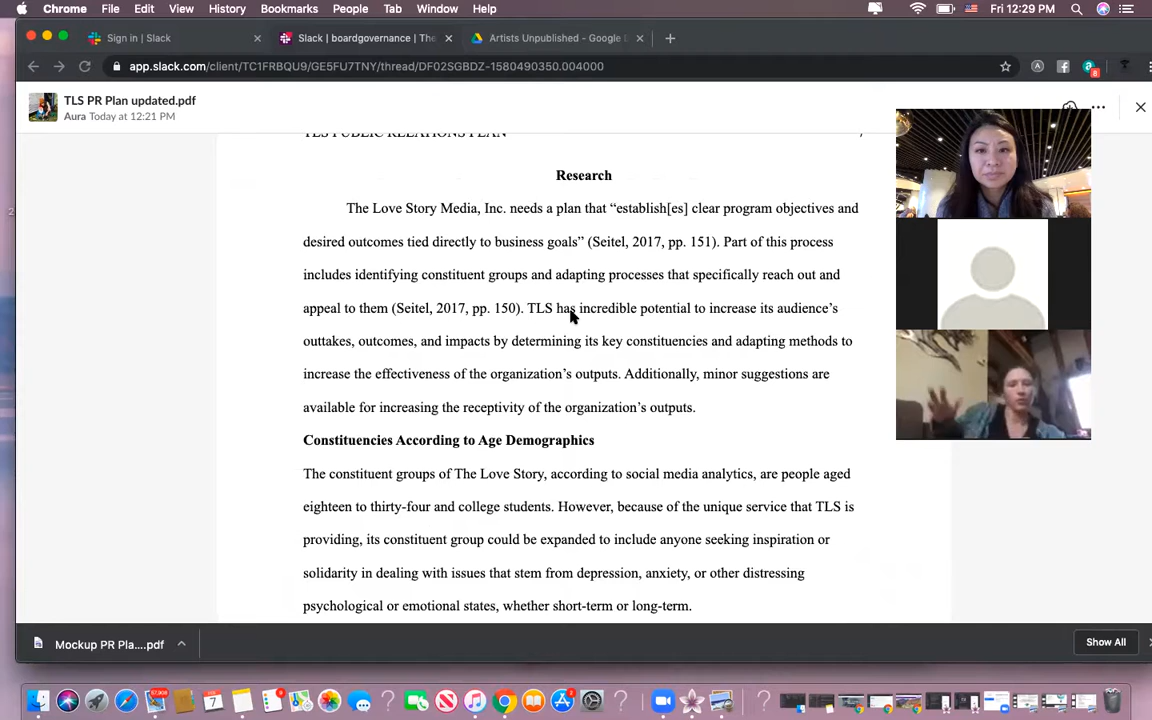 Chrome File Edit View History Bookmarks People Tab Window Help Fri 12:29 PM
Sign in | Slack Slack | boardgovernance | The Artists Unpublished - Google
app.slack.com/client/TC1FRBQU9/GE5FU7TNY/thread/DF02SGBDZ-1580490350.004000
8
TLS PR Plan updated.pdf
Aura Today at 12:21 PM
TLS PUBLIC RELATIONS PLAN
Research
The Love Story Media, Inc. needs a plan that “establish[es] clear program objectives and
desired outcomes tied directly to business goals” (Seitel, 2017, pp. 151). Part of this process
includes identifying constituent groups and adapting processes that specifically reach out and
appeal to them (Seitel, 2017, pp. 150). TLS has incredible potential to increase its audience’s
outtakes, outcomes, and impacts by determining its key constituencies and adapting methods to
increase the effectiveness of the organization’s outputs. Additionally, minor suggestions are
available for increasing the receptivity of the organization’s outputs.
Constituencies According to Age Demographics
The constituent groups of The Love Story, according to social media analytics, are people aged
eighteen to thirty-four and college students. However, because of the unique service that TLS is
providing, its constituent group could be expanded to include anyone seeking inspiration or
solidarity in dealing with issues that stem from depression, anxiety, or other distressing
psychological or emotional states, whether short-term or long-term.
Mockup PR Pla....pdf Show All